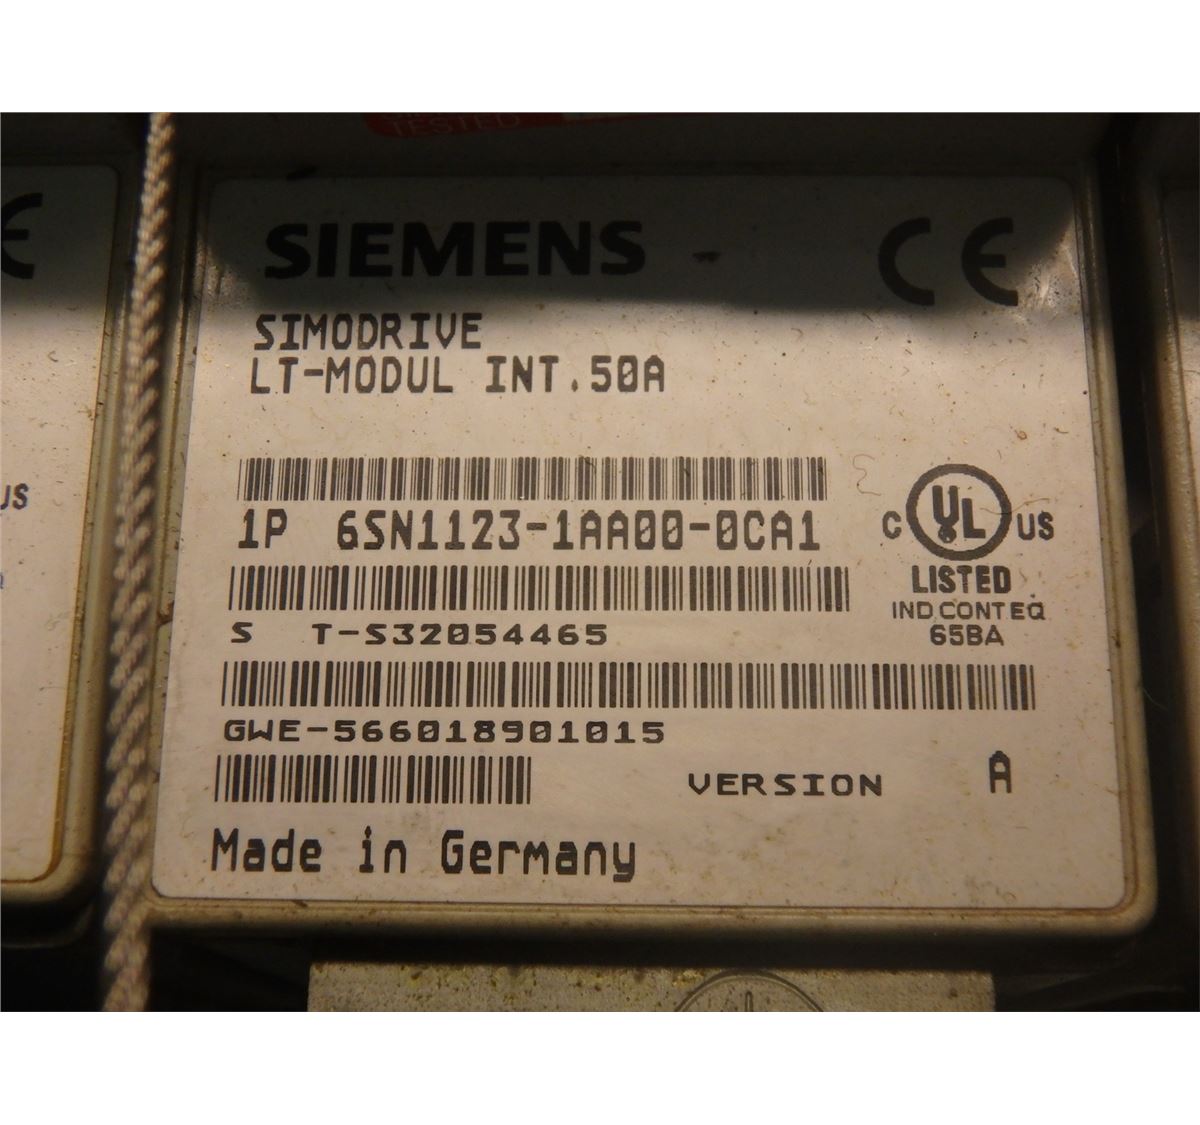 TESTED
SIEMENS CE
SIMODRIVE
LT-MODUL INT.50A
1P 6SN1123-1AA00-0CA1
C UL US
LISTED
IND.CONT.EQ
65BA
S T-S32054465
GWE-566018901015
VERSION A
Made in Germany